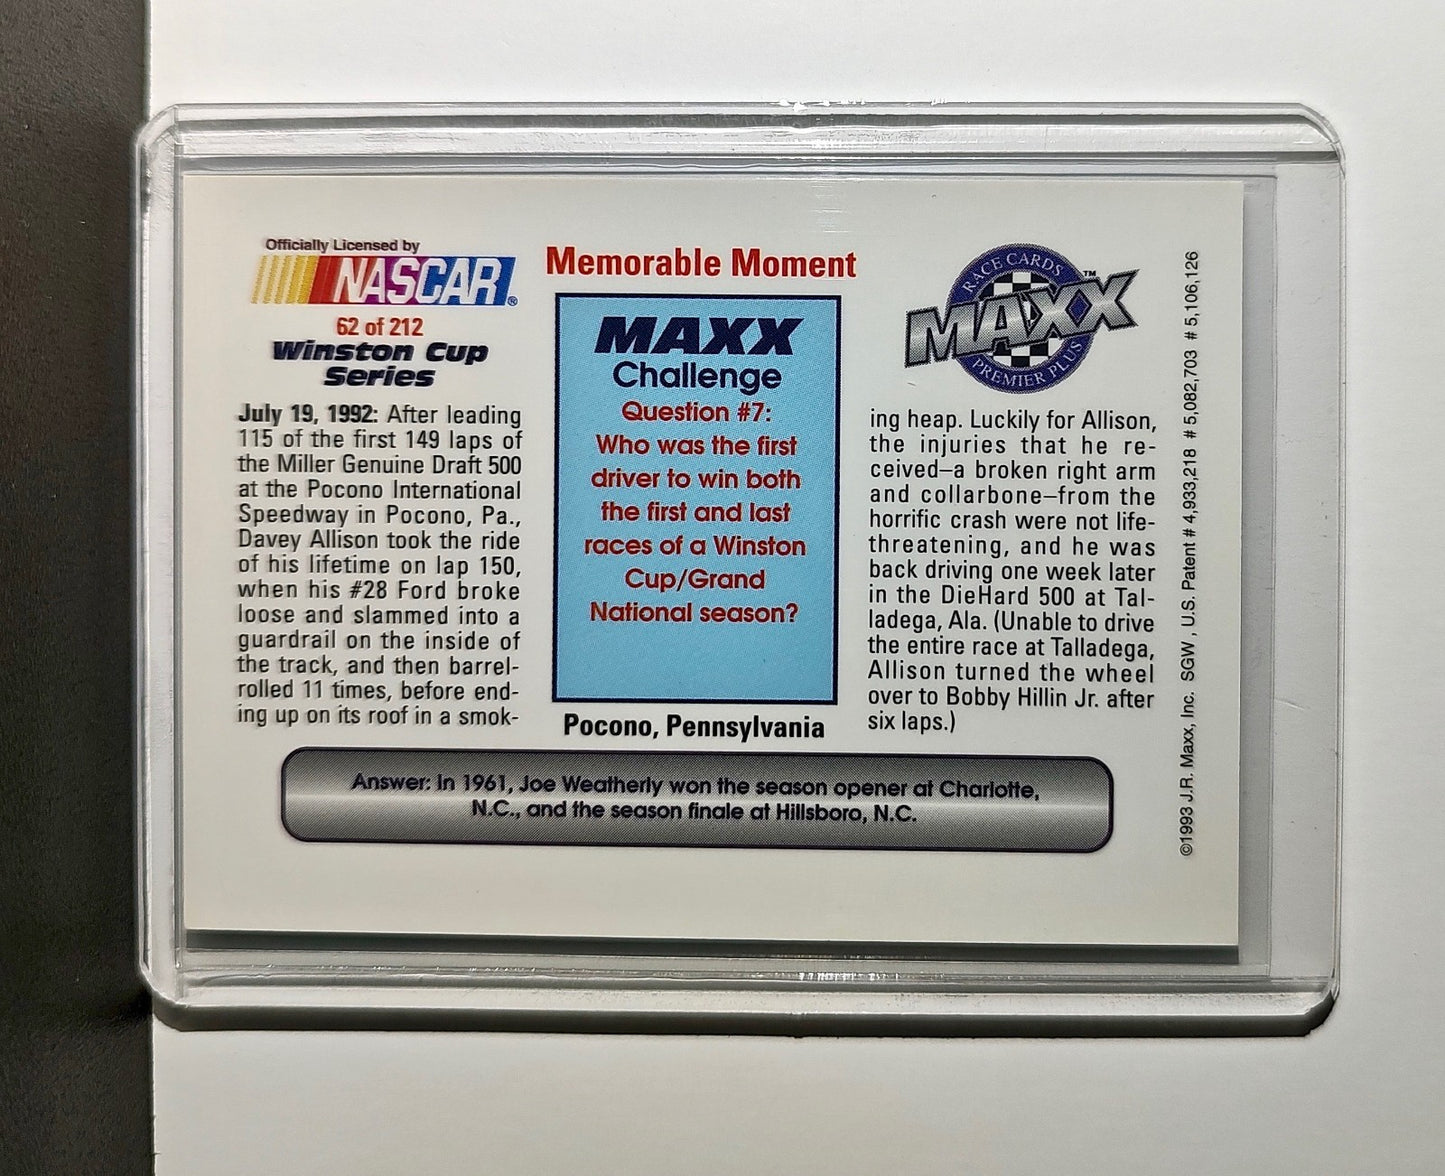 Officially Licensed by
NASCAR®
62 of 212
Winston Cup
Series
July 19, 1992: After leading
115 of the first 149 laps of
the Miller Genuine Draft 500
at the Pocono International
Speedway in Pocono, Pa.,
Davey Allison took the ride
of his lifetime on lap 150,
when his #28 Ford broke
loose and slammed into a
guardrail on the inside of
the track, and then barrel-
rolled 11 times, before end-
ing up on its roof in a smok-
Memorable Moment
MAXX
Challenge
Question #7:
Who was the first
driver to win both
the first and last
races of a Winston
Cup/Grand
National season?
Pocono, Pennsylvania
RACE CARDS
MAXX™
PREMIER PLUS
ing heap. Luckily for Allison,
the injuries that he re-
ceived—a broken right arm
and collarbone—from the
horrific crash were not life-
threatening, and he was
back driving one week later
in the DieHard 500 at Tal-
ladega, Ala. (Unable to drive
the entire race at Talladega,
Allison turned the wheel
over to Bobby Hillin Jr. after
six laps.)
Answer: In 1961, Joe Weatherly won the season opener at Charlotte,
N.C., and the season finale at Hillsboro, N.C.
©1993 J.R. Maxx, Inc. SGW, U.S. Patent # 4,933,218 # 5,082,703 # 5,106,126